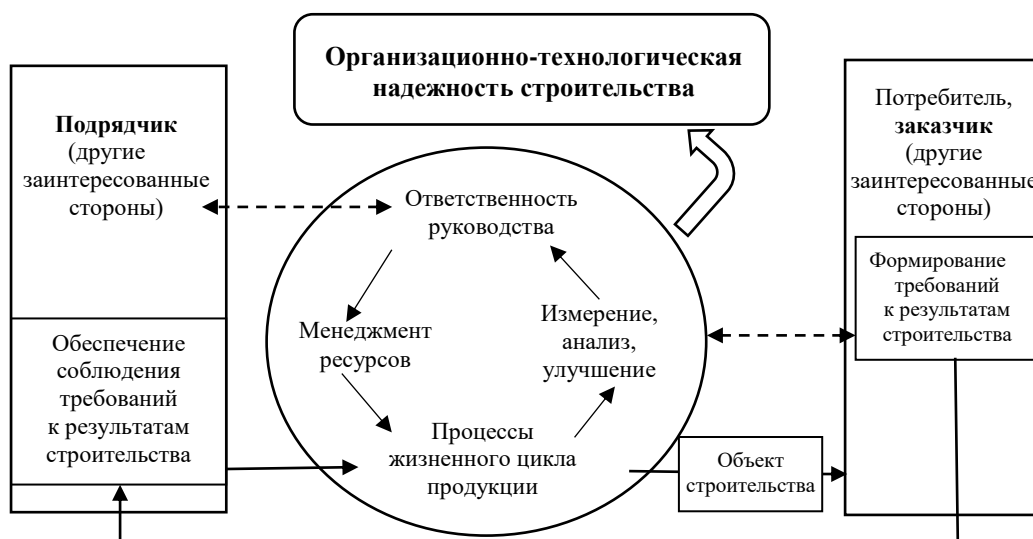 Организационно-технологическая
надежность строительства
Подрядчик
(другие
заинтересованные
стороны)
Обеспечение
соблюдения
требований
к результатам
строительства
Ответственность
руководства
Менеджмент
ресурсов
Измерение,
анализ,
улучшение
Процессы
жизненного цикла
продукции
Объект
строительства
Потребитель,
заказчик
(другие
заинтересованные
стороны)
Формирование
требований
к результатам
строительства